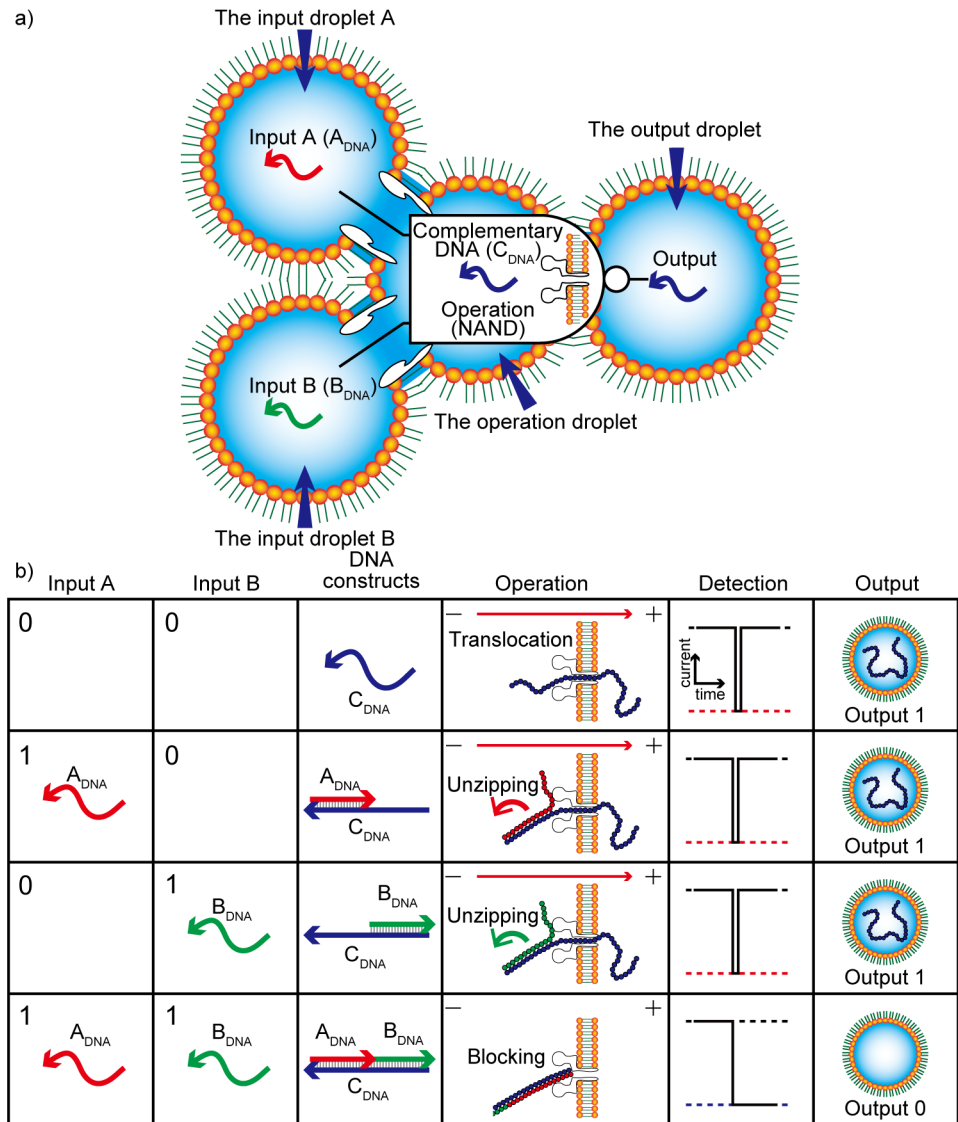 a)
The input droplet A
Input A (A_DNA)
The output droplet
Complementary
DNA (C_DNA)
Output
Operation
(NAND)
Input B (B_DNA)
The operation droplet
The input droplet B
b)
Input A
Input B
DNA
constructs
Operation
Detection
Output
0
0
C_DNA
− +
Translocation
current
time
Output 1
1
A_DNA
0
A_DNA
C_DNA
− +
Unzipping
Output 1
0
1
B_DNA
B_DNA
C_DNA
− +
Unzipping
Output 1
1
A_DNA
1
B_DNA
A_DNA B_DNA
C_DNA
− +
Blocking
Output 0